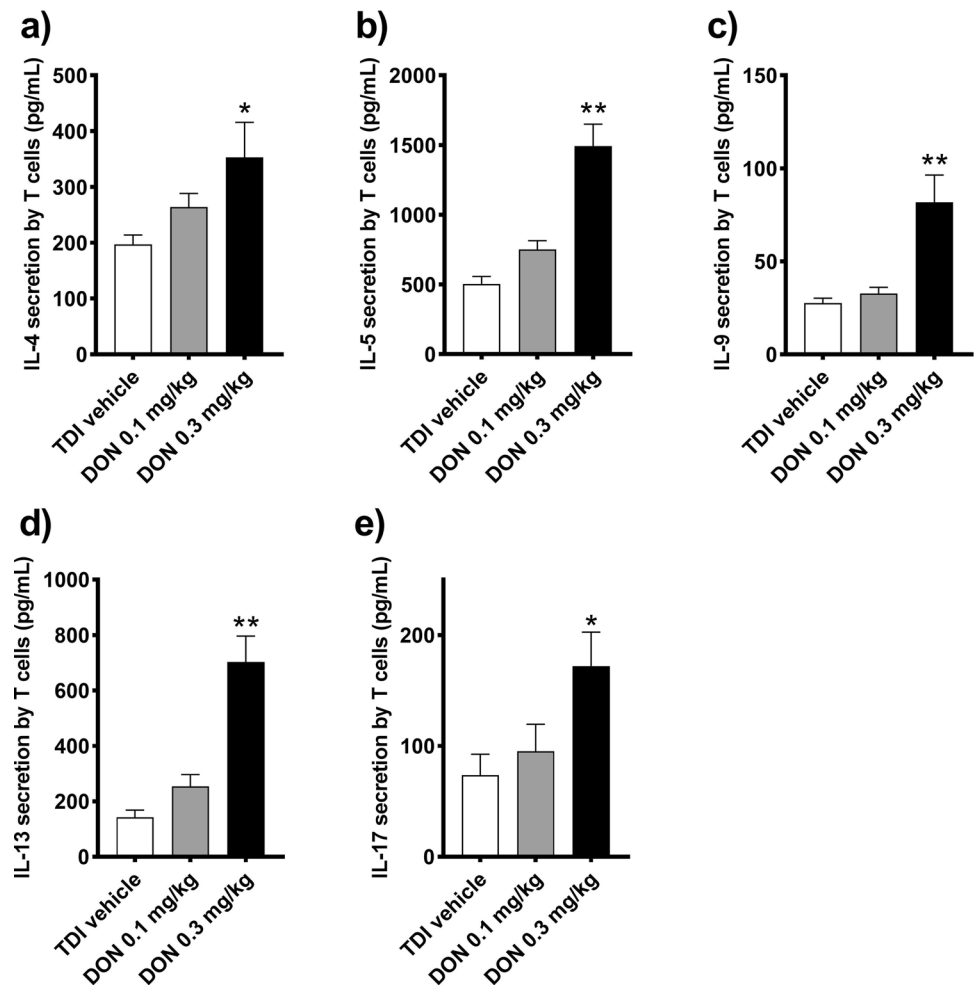 a)
IL-4 secretion by T cells (pg/mL)
500
400
300
200
100
0
*
TDI vehicle
DON 0.1 mg/kg
DON 0.3 mg/kg
b)
IL-5 secretion by T cells (pg/mL)
2000
1500
1000
500
0
**
TDI vehicle
DON 0.1 mg/kg
DON 0.3 mg/kg
c)
IL-9 secretion by T cells (pg/mL)
150
100
50
0
**
TDI vehicle
DON 0.1 mg/kg
DON 0.3 mg/kg
d)
IL-13 secretion by T cells (pg/mL)
1000
800
600
400
200
0
**
TDI vehicle
DON 0.1 mg/kg
DON 0.3 mg/kg
e)
IL-17 secretion by T cells (pg/mL)
200
100
0
*
TDI vehicle
DON 0.1 mg/kg
DON 0.3 mg/kg